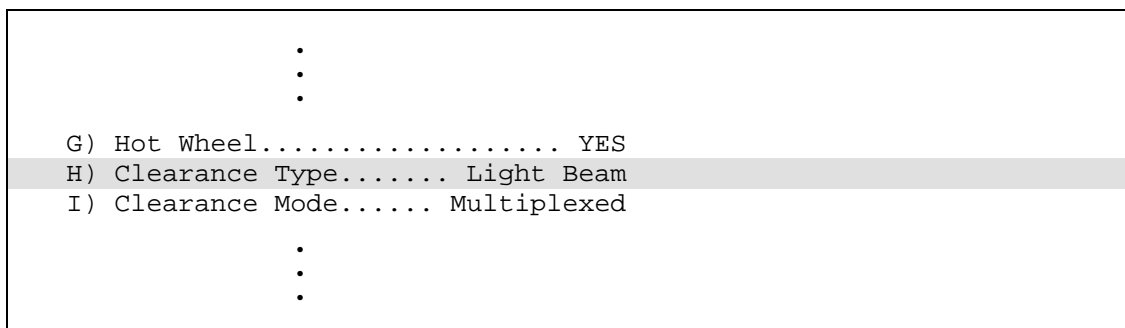 .
.
.
G) Hot Wheel................... YES
H) Clearance Type....... Light Beam
I) Clearance Mode...... Multiplexed
.
.
.